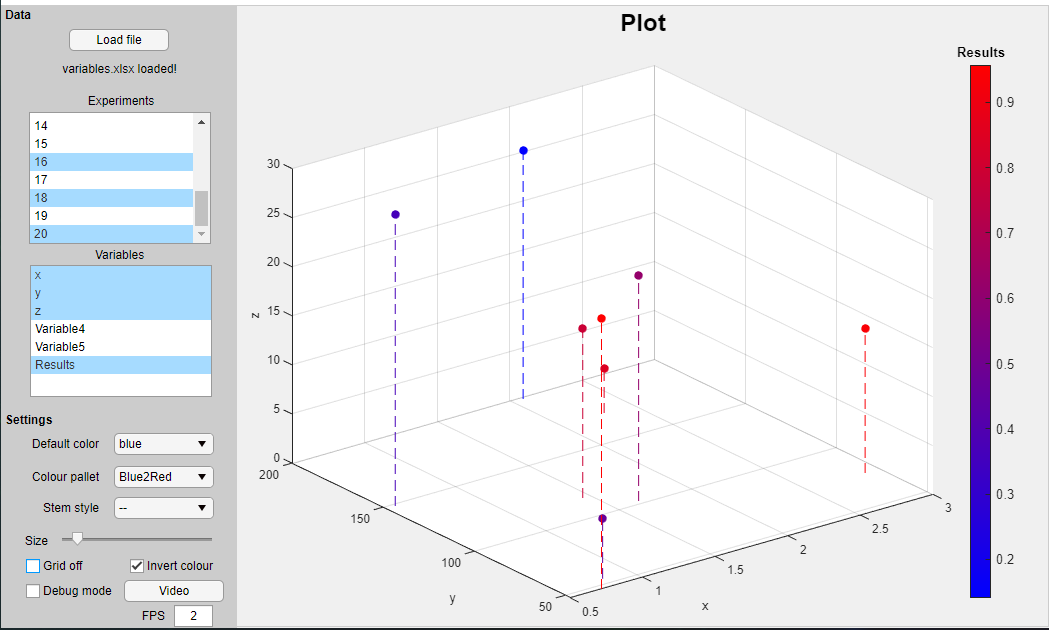 Data
Load file
variables.xlsx loaded!
Experiments
14
15
16
17
18
19
20
Variables
x
y
z
Variable4
Variable5
Results
Settings
Default color blue
Colour pallet Blue2Red
Stem style --
Size
Grid off Invert colour
Debug mode Video
FPS 2
Plot
Results
30
25
20
15
10
5
0
z
200
150
100
50
y
0.5
1
1.5
2
2.5
3
x
0.9
0.8
0.7
0.6
0.5
0.4
0.3
0.2